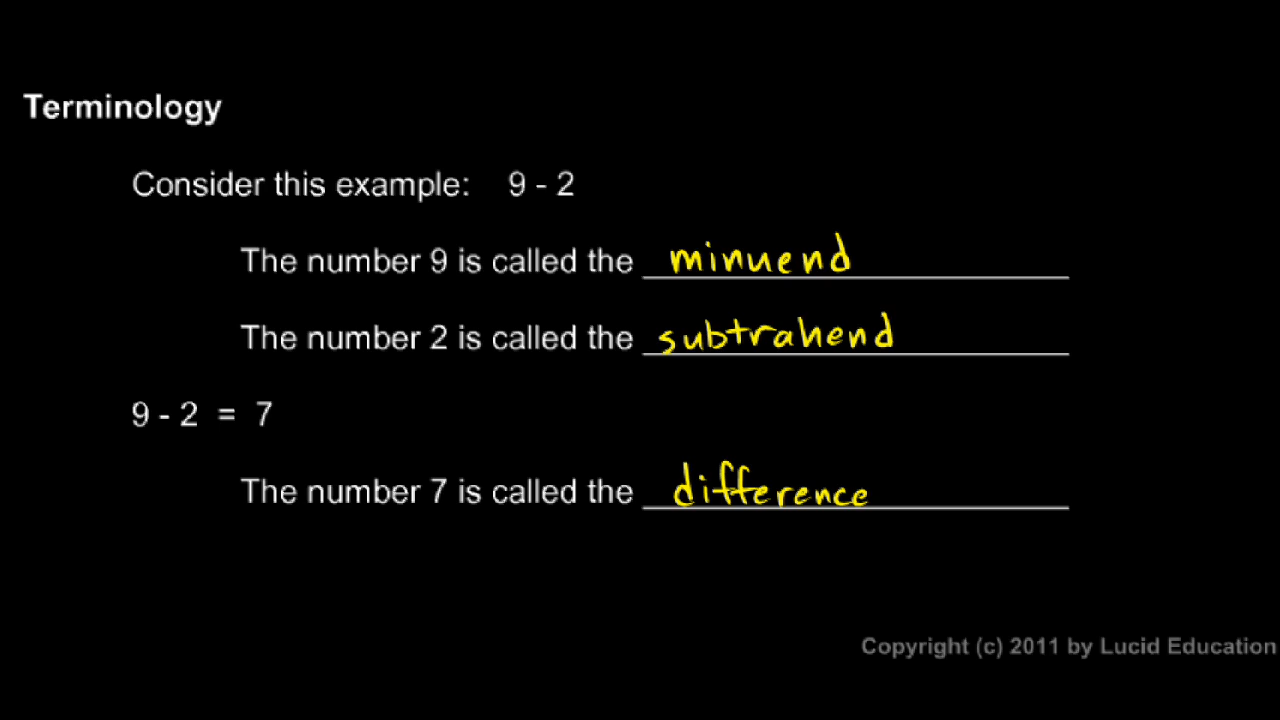 Terminology
Consider this example: 9 - 2
The number 9 is called the minuend
The number 2 is called the subtrahend
9 - 2 = 7
The number 7 is called the difference
Copyright (c) 2011 by Lucid Education